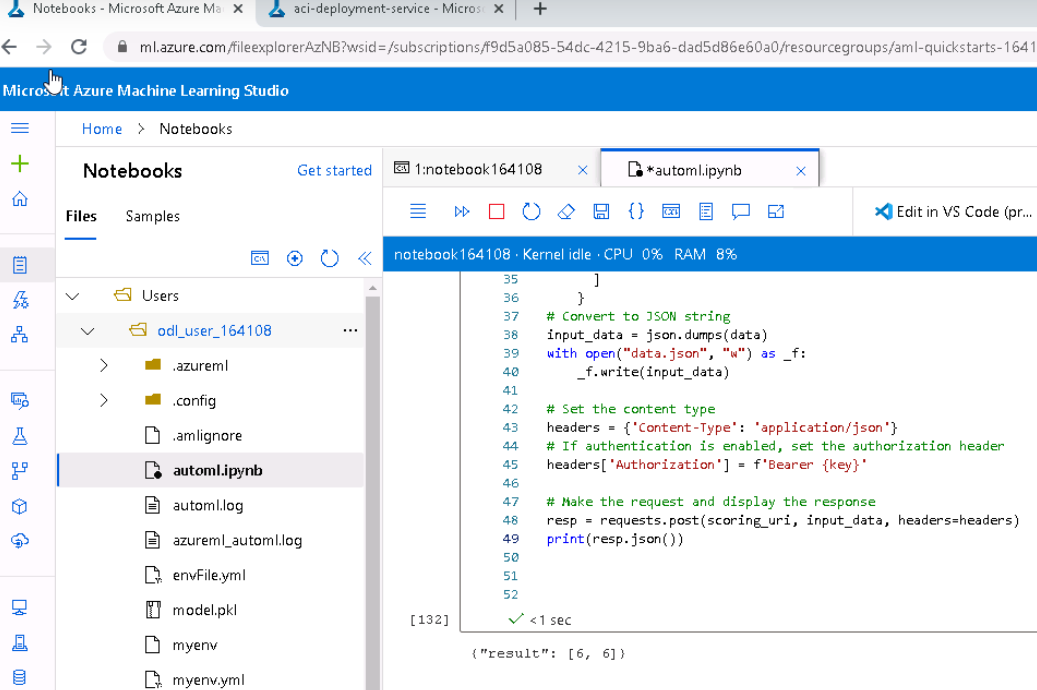 Notebooks - Microsoft Azure Ma
aci-deployment-service - Micros
ml.azure.com/fileexplorerAzNB?wsid=/subscriptions/f9d5a085-54dc-4215-9ba6-dad5d86e60a0/resourcegroups/aml-quickstarts-1641
Microsoft Azure Machine Learning Studio
Home > Notebooks
Notebooks
Get started
Files
Samples
Users
odl_user_164108
.azureml
.config
.amlignore
automl.ipynb
automl.log
azureml_automl.log
envFile.yml
model.pkl
myenv
myenv.yml
1:notebook164108
*automl.ipynb
Edit in VS Code (pr...
notebook164108 · Kernel idle · CPU 0% RAM 8%
35 ]
36 }
37 # Convert to JSON string
38 input_data = json.dumps(data)
39 with open("data.json", "w") as _f:
40 _f.write(input_data)
41
42 # Set the content type
43 headers = {'Content-Type': 'application/json'}
44 # If authentication is enabled, set the authorization header
45 headers['Authorization'] = f'Bearer {key}'
46
47 # Make the request and display the response
48 resp = requests.post(scoring_uri, input_data, headers=headers)
49 print(resp.json())
50
51
52
[132]
<1 sec
{"result": [6, 6]}